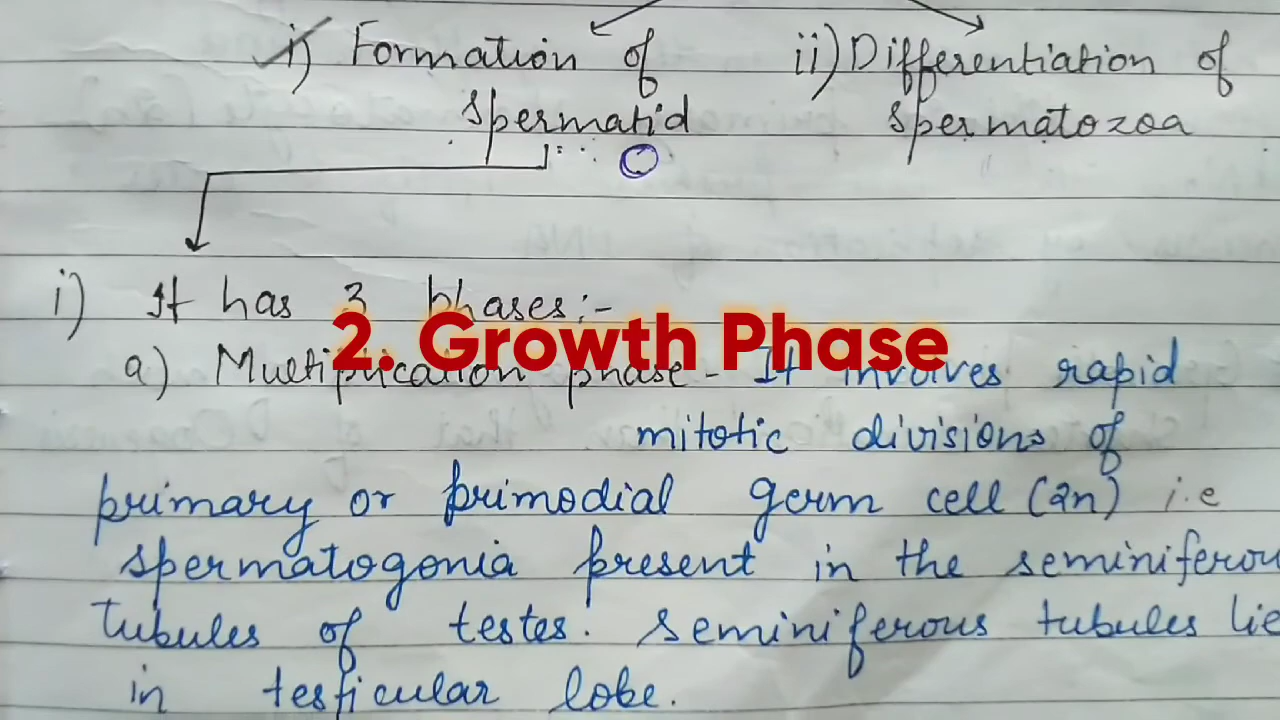 i) Formation of spermatid
ii) Differentiation of spermatozoa
i) It has 3 phases:-
2. Growth Phase
a) Multiplication phase - It involves rapid
mitotic divisions of
primary or primodial germ cell (2n) i.e
spermatogonia present in the seminiferou
tubules of testes. Seminiferous tubules lie
in testicular lobe.